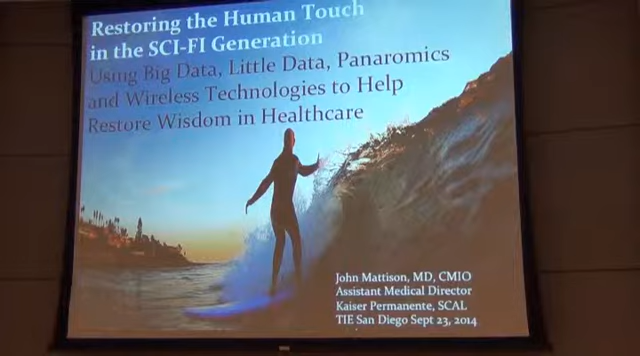 Restoring the Human Touch
in the SCI-FI Generation
Using Big Data, Little Data, Panaromics
and Wireless Technologies to Help
Restore Wisdom in Healthcare
John Mattison, MD, CMIO
Assistant Medical Director
Kaiser Permanente, SCAL
TIE San Diego Sept 23, 2014